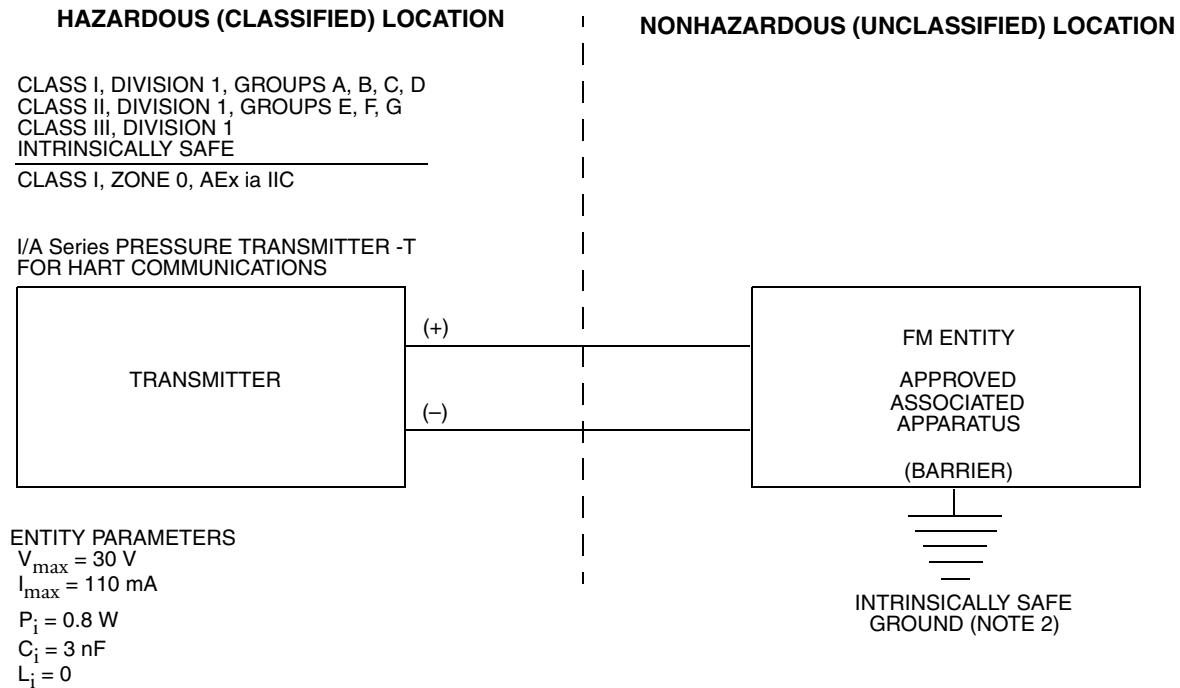 HAZARDOUS (CLASSIFIED) LOCATION
NONHAZARDOUS (UNCLASSIFIED) LOCATION
CLASS I, DIVISION 1, GROUPS A, B, C, D
CLASS II, DIVISION 1, GROUPS E, F, G
CLASS III, DIVISION 1
INTRINSICALLY SAFE
CLASS I, ZONE 0, AEx ia IIC
I/A Series PRESSURE TRANSMITTER -T
FOR HART COMMUNICATIONS
TRANSMITTER
(+)
(–)
FM ENTITY
APPROVED
ASSOCIATED
APPARATUS
(BARRIER)
INTRINSICALLY SAFE
GROUND (NOTE 2)
ENTITY PARAMETERS
Vmax = 30 V
Imax = 110 mA
Pi = 0.8 W
Ci = 3 nF
Li = 0